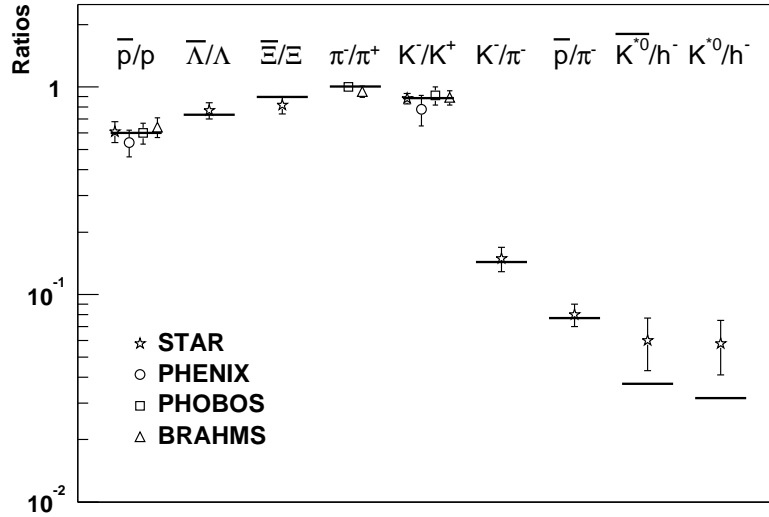 Ratios
p̅/p Λ̅/Λ Ξ̅/Ξ π⁻/π⁺ K⁻/K⁺ K⁻/π⁻ p̅/π⁻ K̅*⁰/h⁻ K*⁰/h⁻
1
10⁻¹
STAR
PHENIX
PHOBOS
BRAHMS
10⁻²